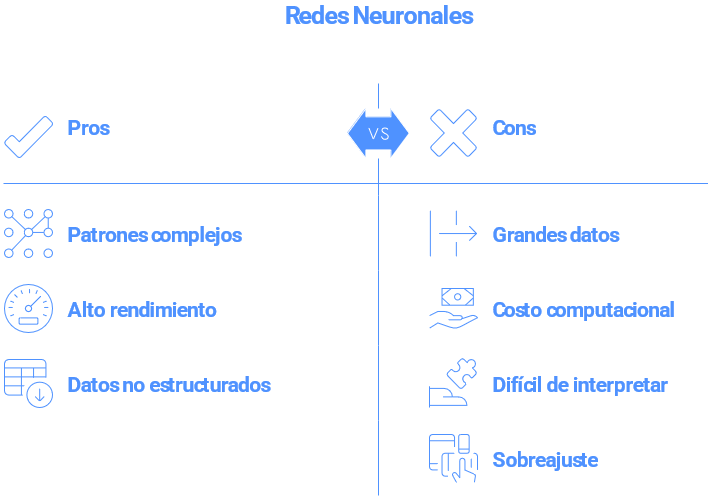 Redes Neuronales
Pros
VS
Cons
Patrones complejos
Grandes datos
Alto rendimiento
Costo computacional
Datos no estructurados
Difícil de interpretar
Sobreajuste